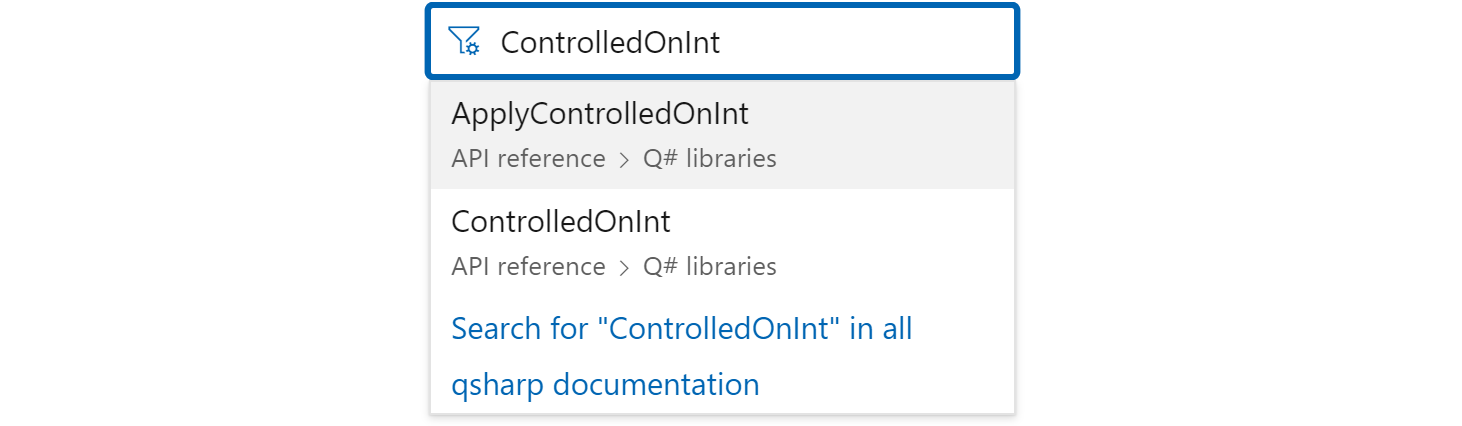 ControlledOnInt
ApplyControlledOnInt
API reference > Q# libraries
ControlledOnInt
API reference > Q# libraries
Search for "ControlledOnInt" in all
qsharp documentation